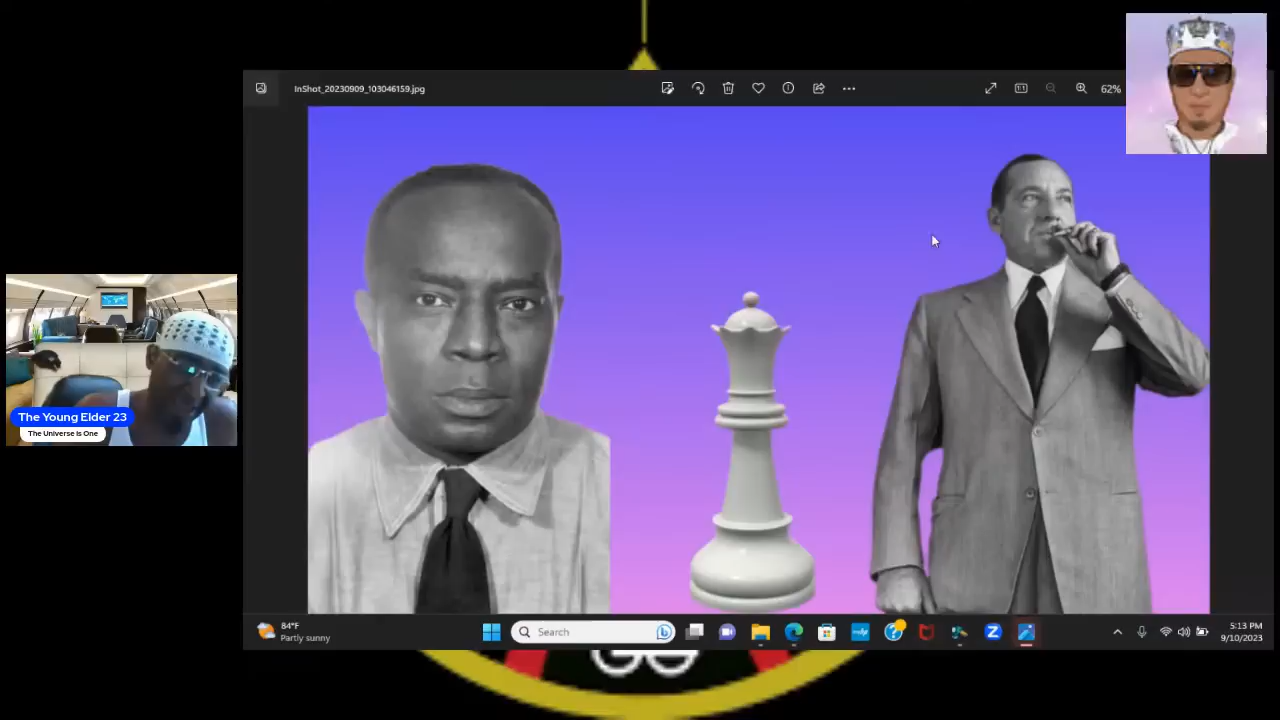 InShot_20230909_103046159.jpg
62%
The Young Elder 23
The Universe is One
84°F
Partly sunny
Search
5:13 PM
9/10/2023